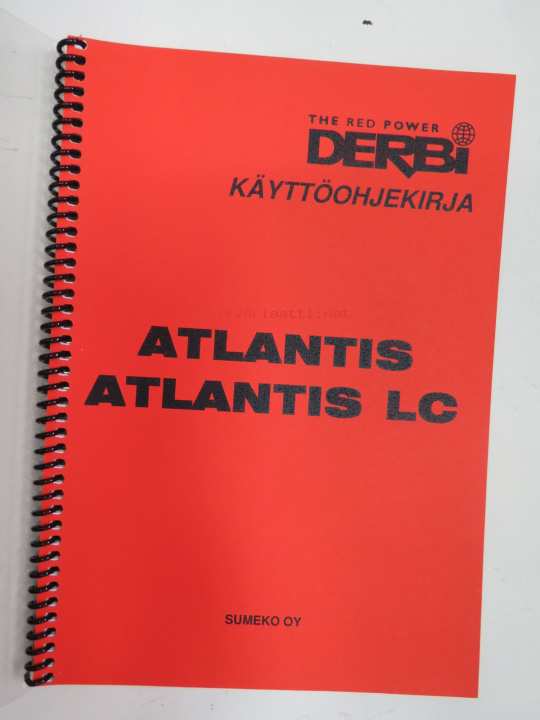 THE RED POWER
DERBi
KÄYTTÖOHJEKIRJA
ATLANTIS
ATLANTIS LC
SUMEKO OY